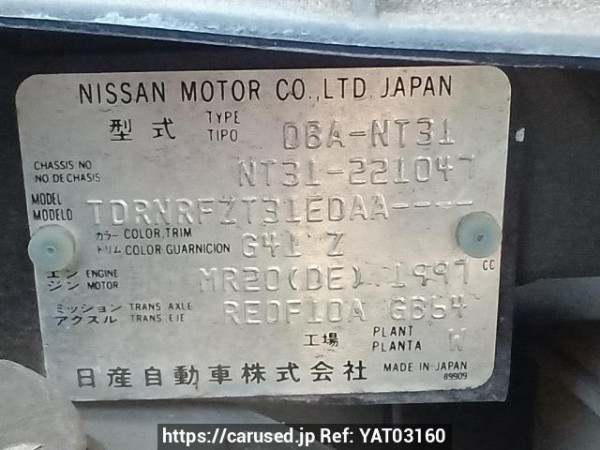 NISSAN MOTOR CO., LTD. JAPAN
型式 TYPE TIPO DBA-NT31
CHASSIS NO NO.DE CHASIS NT31-221047
MODEL MODELO TDRNRFZT31EDAA----
カラー COLOR, TRIM
トリム COLOR, GUARNICION G41 Z
エンジン ENGINE MOTOR MR20(DE) 1997 CC
ミッション TRANS. AXLE
アクスル TRANS. EJE RE0F10A GB64
工場 PLANT PLANTA W
日産自動車株式会社 MADE IN JAPAN
89909
https://carused.jp Ref: YAT03160